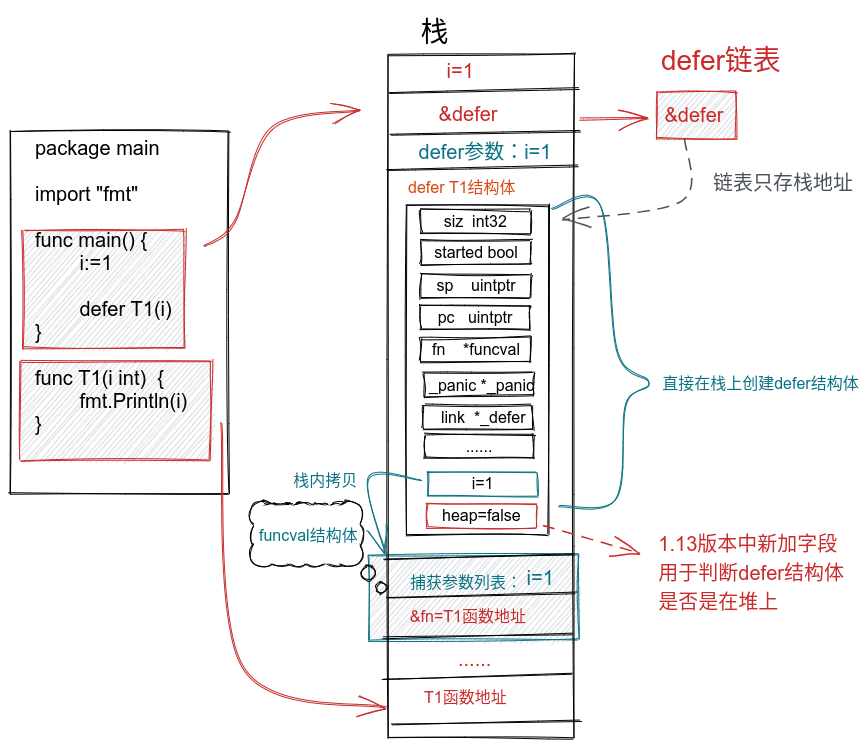 栈
defer链表
i=1
&defer
&defer
defer参数：i=1
链表只存栈地址
package main
import "fmt"
func main() {
i:=1
defer T1(i)
}
func T1(i int) {
fmt.Println(i)
}
defer T1结构体
siz int32
started bool
sp uintptr
pc uintptr
fn *funcval
_panic *_panic
link *_defer
......
i=1
heap=false
直接在栈上创建defer结构体
栈内拷贝
funcval结构体
1.13版本中新加字段
用于判断defer结构体
是否是在堆上
捕获参数列表： i=1
&fn=T1函数地址
......
T1函数地址